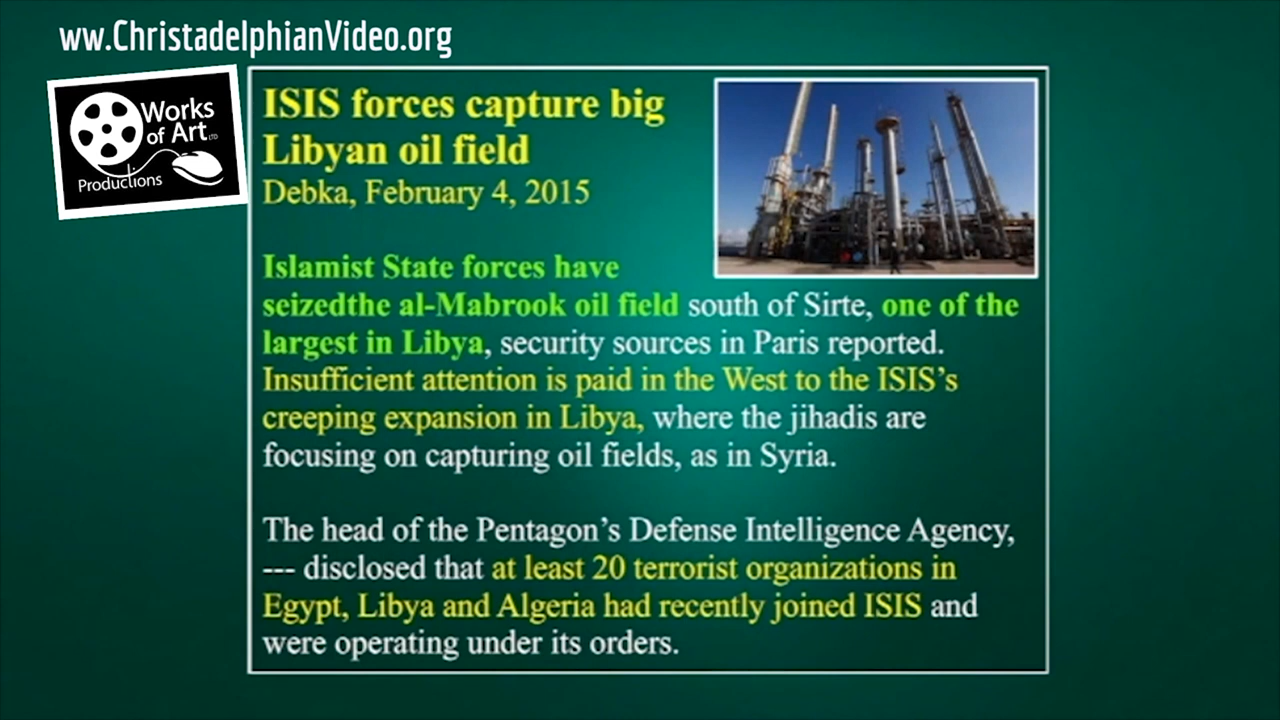 ww.ChristadelphianVideo.org
Works
of Art LTD
Productions
ISIS forces capture big
Libyan oil field
Debka, February 4, 2015
Islamist State forces have
seizedthe al-Mabrook oil field south of Sirte, one of the
largest in Libya, security sources in Paris reported.
Insufficient attention is paid in the West to the ISIS’s
creeping expansion in Libya, where the jihadis are
focusing on capturing oil fields, as in Syria.
The head of the Pentagon’s Defense Intelligence Agency,
--- disclosed that at least 20 terrorist organizations in
Egypt, Libya and Algeria had recently joined ISIS and
were operating under its orders.